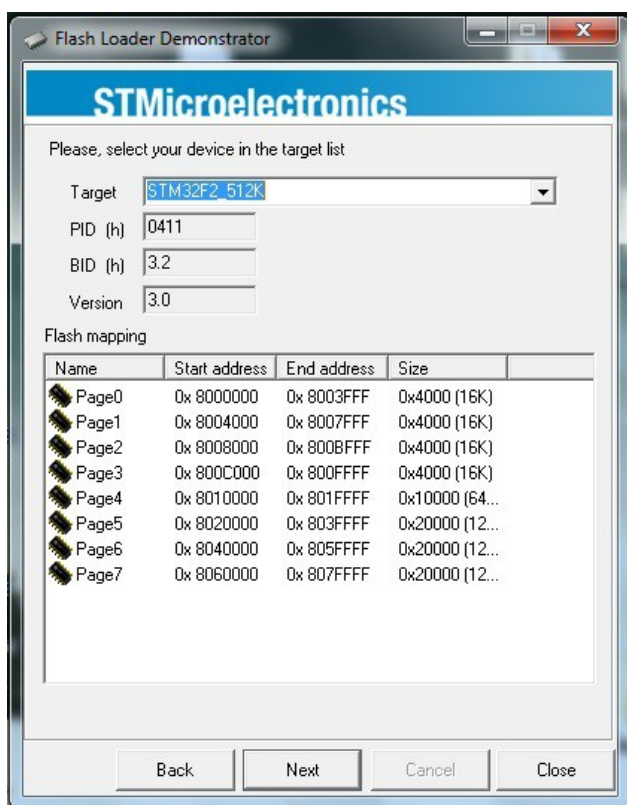 Flash Loader Demonstrator
STMicroelectronics
Please, select your device in the target list
Target STM32F2_512K
PID (h) 0411
BID (h) 3.2
Version 3.0
Flash mapping
Name Start address End address Size
Page0 0x 8000000 0x 8003FFF 0x4000 (16K)
Page1 0x 8004000 0x 8007FFF 0x4000 (16K)
Page2 0x 8008000 0x 800BFFF 0x4000 (16K)
Page3 0x 800C000 0x 800FFFF 0x4000 (16K)
Page4 0x 8010000 0x 801FFFF 0x10000 (64...
Page5 0x 8020000 0x 803FFFF 0x20000 (12...
Page6 0x 8040000 0x 805FFFF 0x20000 (12...
Page7 0x 8060000 0x 807FFFF 0x20000 (12...
Back Next Cancel Close